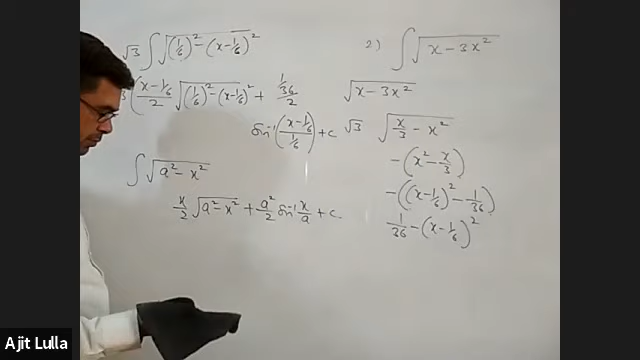 √3 ∫ √(1/6)² - (x - 1/6)²
(x - 1/6)/2 √(1/6)² - (x - 1/6)² + 1/36/2
sin⁻¹ ((x - 1/6)/(1/6)) + c
∫ √a² - x²
x/2 √a² - x² + a²/2 sin⁻¹ x/a + c
2) ∫ √x - 3x²
√x - 3x²
√3 √x/3 - x²
- (x² - x/3)
- ((x - 1/6)² - 1/36)
1/36 - (x - 1/6)²
Ajit Lulla